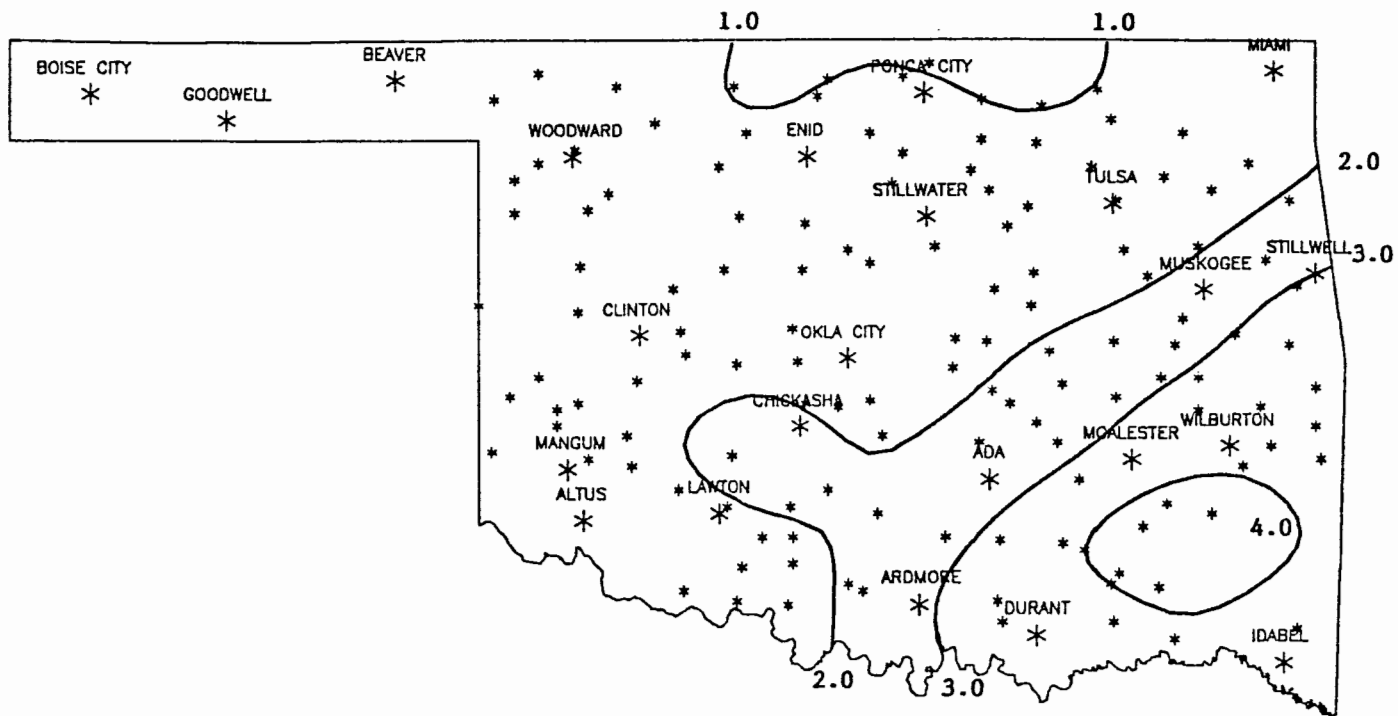 1.0
1.0
BOISE CITY
BEAVER
PONCA CITY
MIAMI
GOODWELL
WOODWARD
ENID
2.0
STILLWATER
TULSA
STILLWELL
3.0
MUSKOGEE
CLINTON
OKLA CITY
CHICKASHA
WILBURTON
MANGUM
ADA
MCALESTER
ALTUS
LAWTON
4.0
ARDMORE
DURANT
IDABEL
2.0
3.0